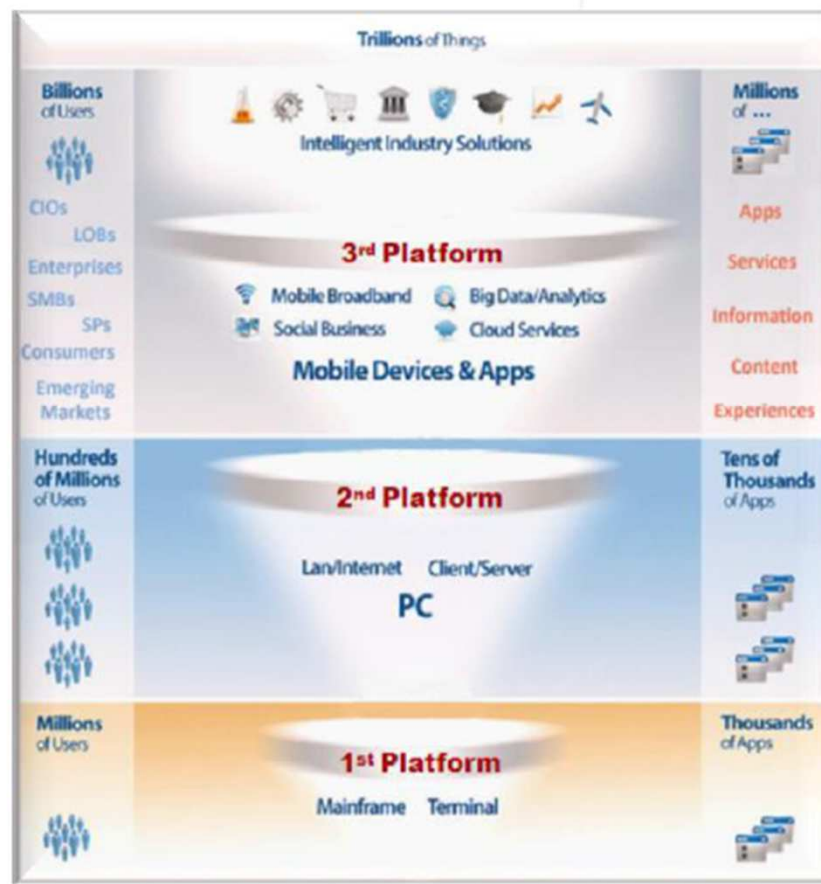 Trillions of Things
Billions
of Users
Millions
of ...
Intelligent Industry Solutions
CIOs
LOBs
Enterprises
SMBs
SPs
Consumers
Emerging
Markets
Apps
Services
Information
Content
Experiences
3rd Platform
Mobile Broadband
Big Data/Analytics
Social Business
Cloud Services
Mobile Devices & Apps
Hundreds
of Millions
of Users
Tens of
Thousands
of Apps
2nd Platform
Lan/Internet
Client/Server
PC
Millions
of Users
Thousands
of Apps
1st Platform
Mainframe
Terminal